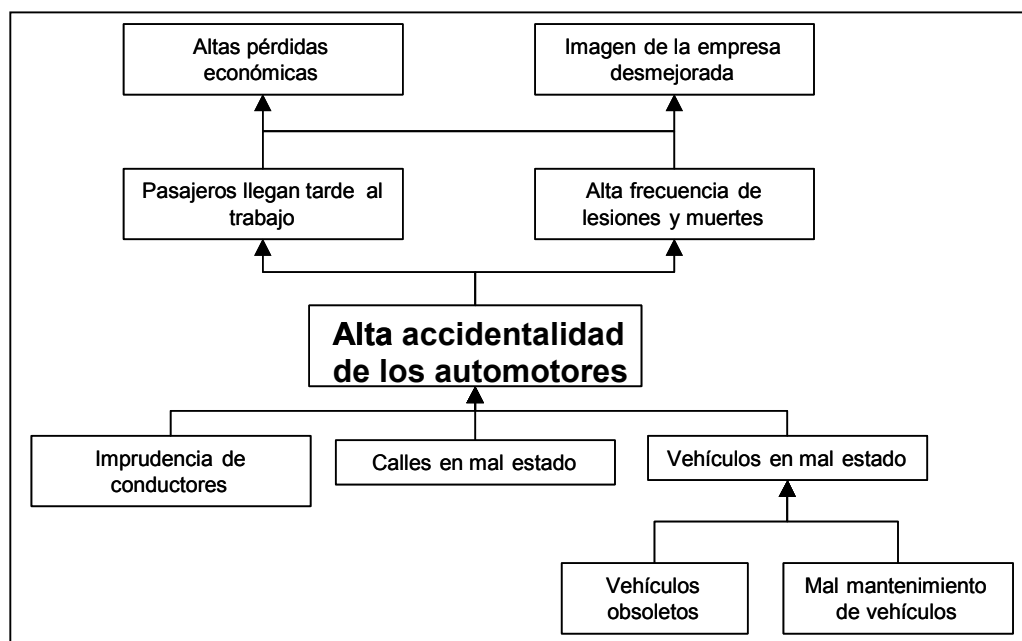 Altas pérdidas
económicas
Imagen de la empresa
desmejorada
Pasajeros llegan tarde al
trabajo
Alta frecuencia de
lesiones y muertes
Alta accidentalidad
de los automotores
Imprudencia de
conductores
Calles en mal estado
Vehículos en mal estado
Vehículos
obsoletos
Mal mantenimiento
de vehículos